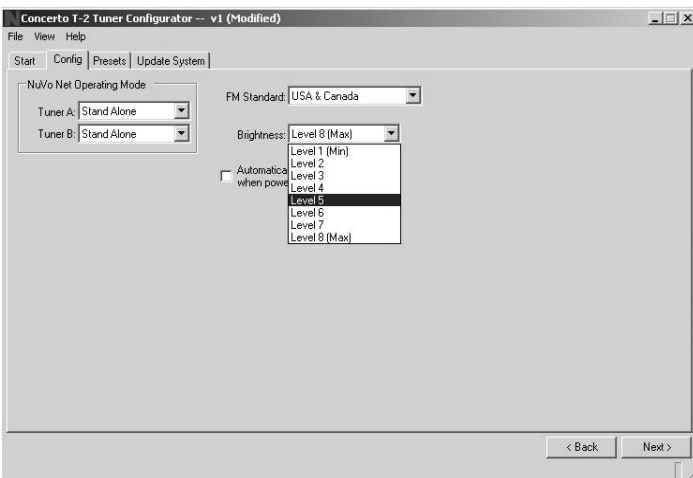 Concerto T-2 Tuner Configurator -- v1 (Modified)
File View Help
Start Config Presets Update System
NuVo Net Operating Mode
Tuner A: Stand Alone
Tuner B: Stand Alone
FM Standard: USA & Canada
Brightness: Level 8 (Max)
Level 1 (Min)
Level 2
Level 3
Level 4
Level 5
Level 6
Level 7
Level 8 (Max)
Automatica
when powe
< Back Next >